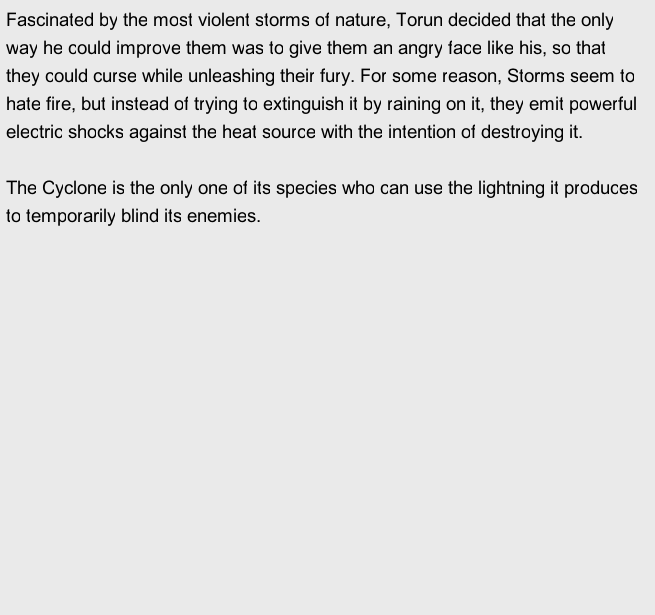 Fascinated by the most violent storms of nature, Torun decided that the only
way he could improve them was to give them an angry face like his, so that
they could curse while unleashing their fury. For some reason, Storms seem to
hate fire, but instead of trying to extinguish it by raining on it, they emit powerful
electric shocks against the heat source with the intention of destroying it.

The Cyclone is the only one of its species who can use the lightning it produces
to temporarily blind its enemies.